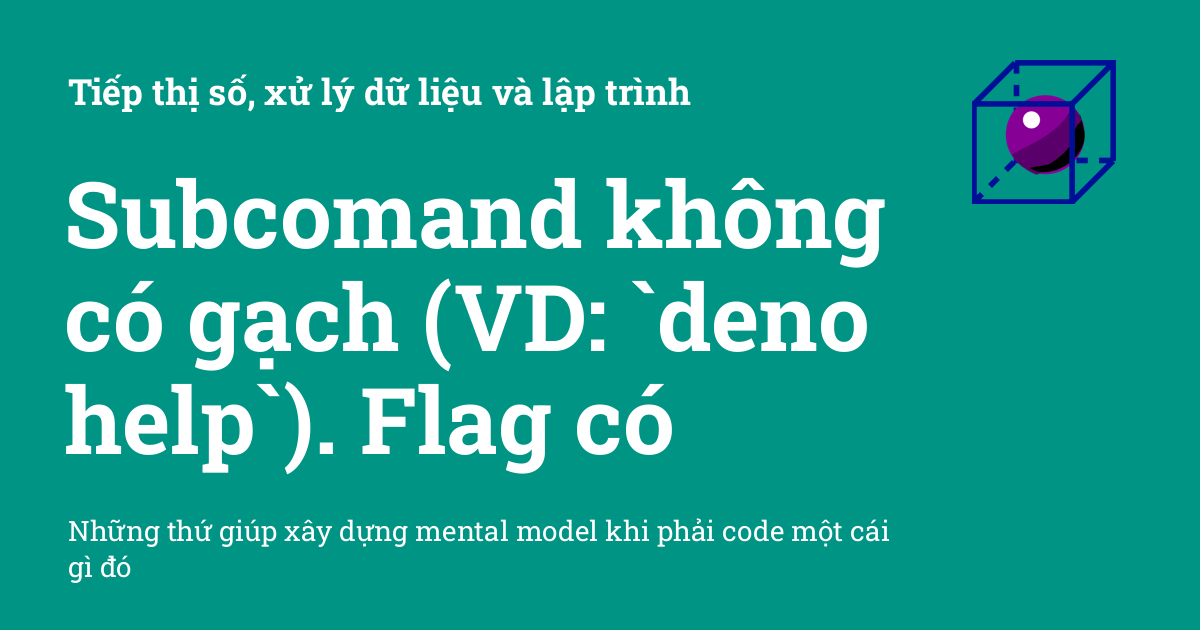 Tiếp thị số, xử lý dữ liệu và lập trình
Subcomand không
có gạch (VD: `deno
help`). Flag có
Những thứ giúp xây dựng mental model khi phải code một cái
gì đó